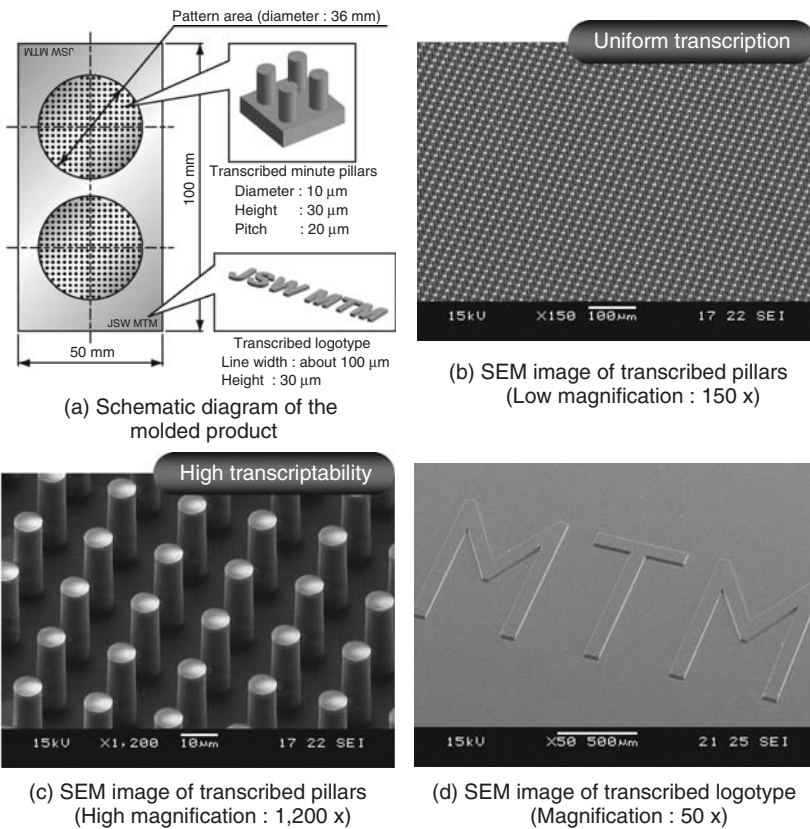 Pattern area (diameter : 36 mm)
JSW MTM
100 mm
Transcribed minute pillars
Diameter : 10 µm
Height : 30 µm
Pitch : 20 µm
JSW MTM
JSW MTM
Transcribed logotype
Line width : about 100 µm
Height : 30 µm
50 mm
(a) Schematic diagram of the
molded product
Uniform transcription
15kV X150 100µm 17 22 SEI
(b) SEM image of transcribed pillars
(Low magnification : 150 x)
High transcriptability
15kV X1,200 10µm 17 22 SEI
(c) SEM image of transcribed pillars
(High magnification : 1,200 x)
MTM
15kV X50 500µm 21 25 SEI
(d) SEM image of transcribed logotype
(Magnification : 50 x)